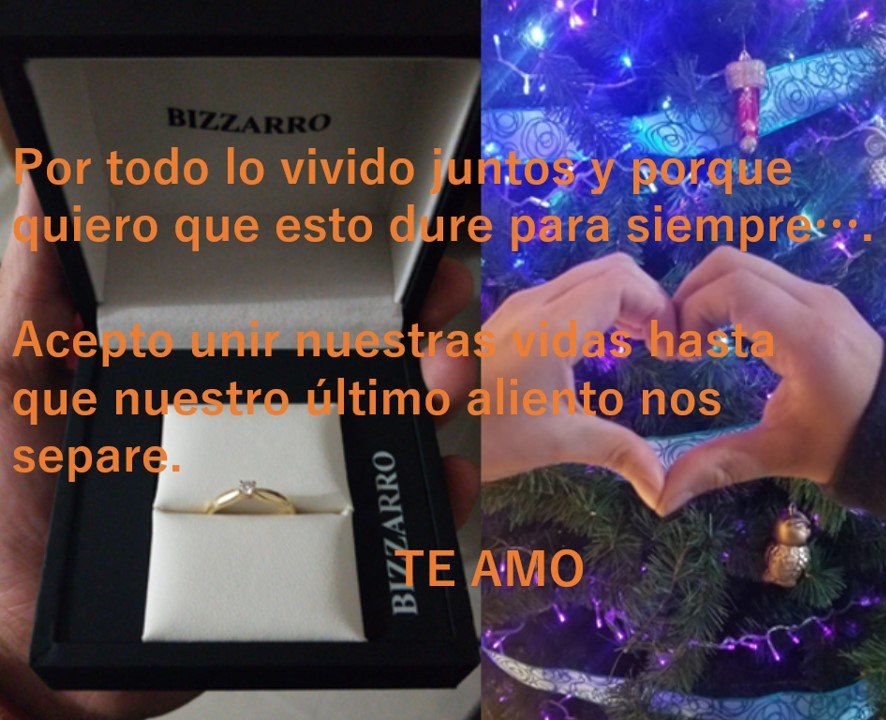 BIZZARRO
Por todo lo vivido juntos y porque
quiero que esto dure para siempre….
Acepto unir nuestras vidas hasta
que nuestro último aliento nos
separe.
BIZZARRO
TE AMO